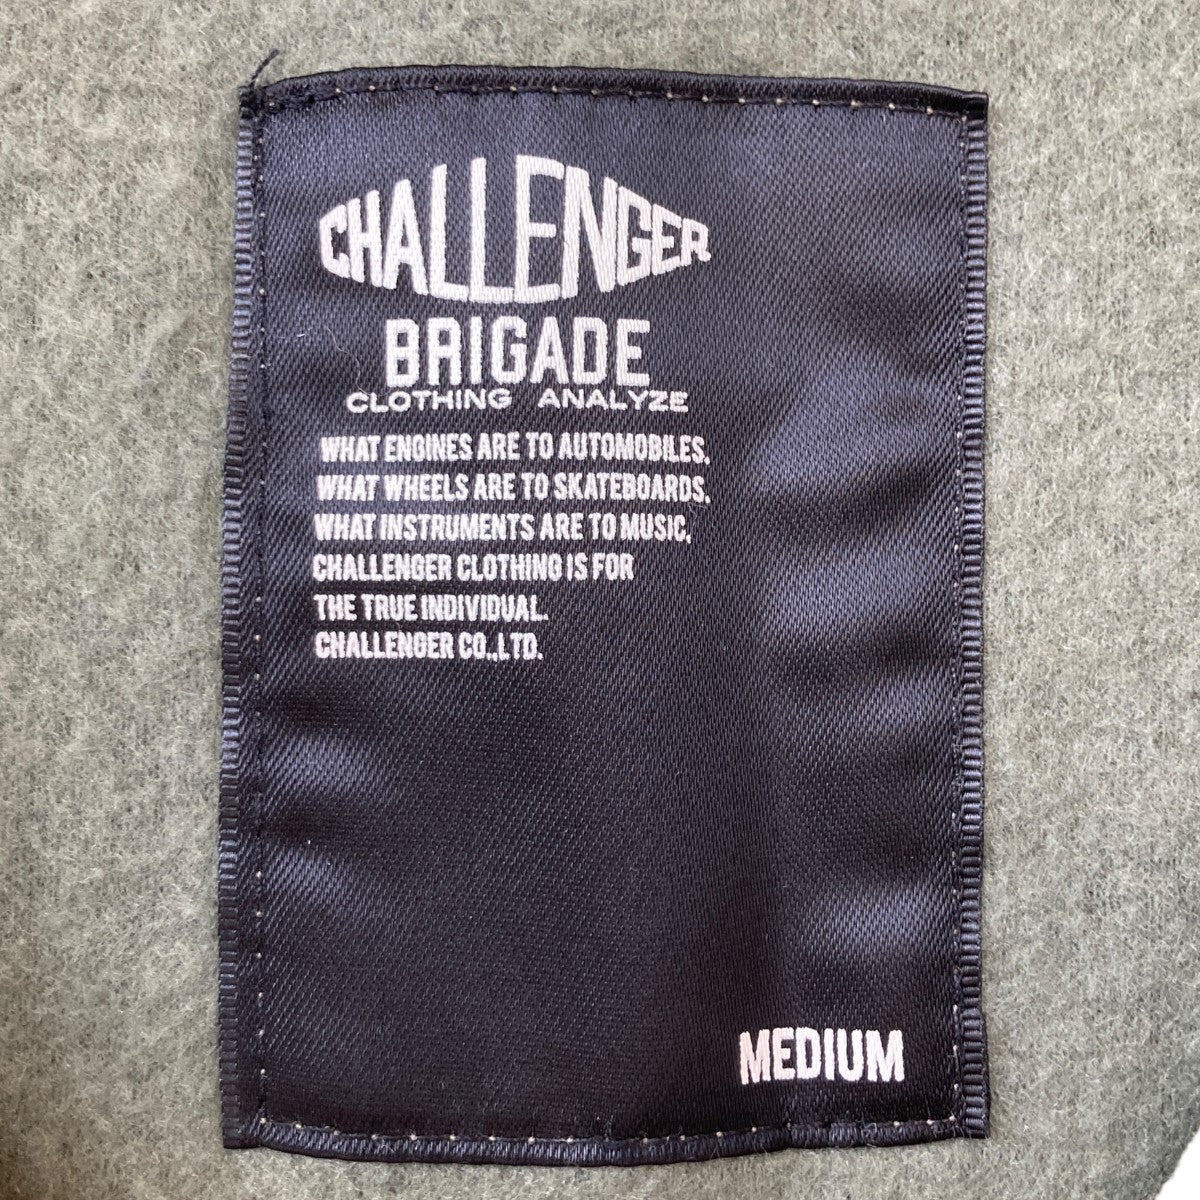 CHALLENGER
BRIGADE
CLOTHING ANALYZE
WHAT ENGINES ARE TO AUTOMOBILES.
WHAT WHEELS ARE TO SKATEBOARDS.
WHAT INSTRUMENTS ARE TO MUSIC,
CHALLENGER CLOTHING IS FOR
THE TRUE INDIVIDUAL.
CHALLENGER CO.,LTD.
MEDIUM